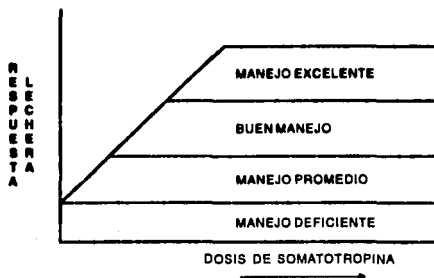 RESPUESTA
LECHERA
MANEJO EXCELENTE
BUEN MANEJO
MANEJO PROMEDIO
MANEJO DEFICIENTE
DOSIS DE SOMATOTROPINA